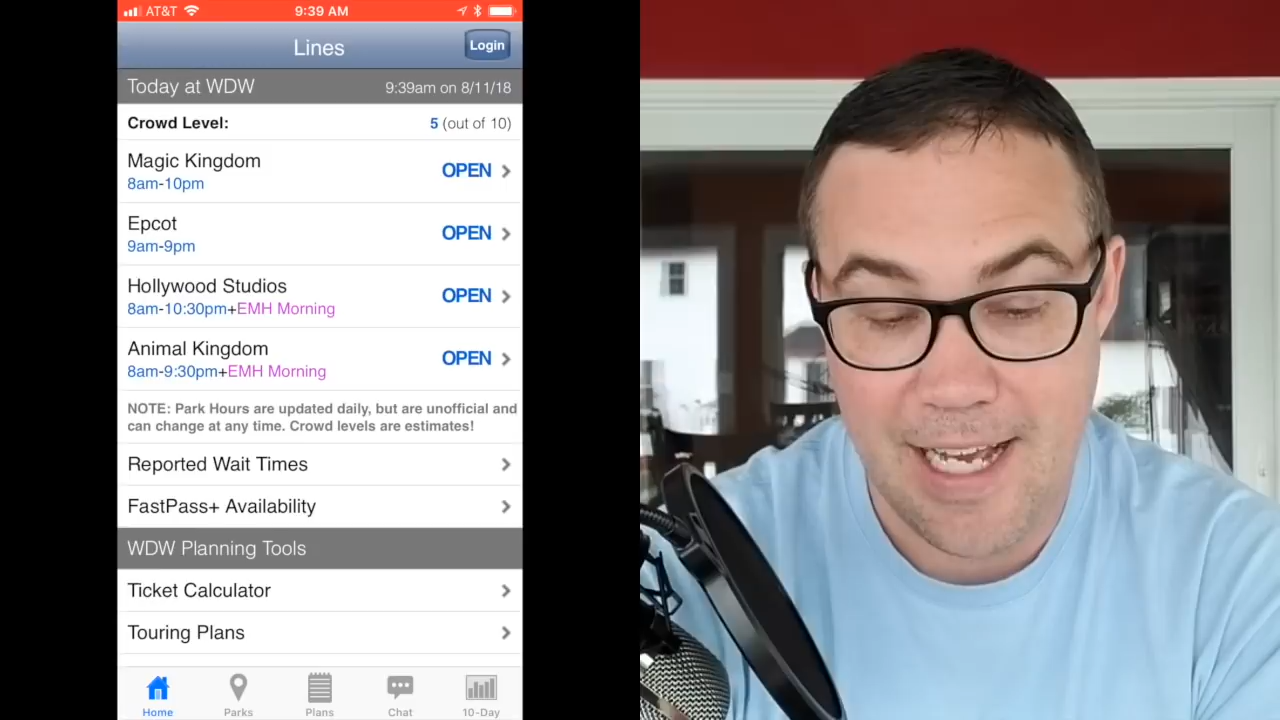 AT&T 9:39 AM
Lines
Login
Today at WDW 9:39am on 8/11/18
Crowd Level: 5 (out of 10)
Magic Kingdom
8am-10pm
OPEN
Epcot
9am-9pm
OPEN
Hollywood Studios
8am-10:30pm+EMH Morning
OPEN
Animal Kingdom
8am-9:30pm+EMH Morning
OPEN
NOTE: Park Hours are updated daily, but are unofficial and
can change at any time. Crowd levels are estimates!
Reported Wait Times
FastPass+ Availability
WDW Planning Tools
Ticket Calculator
Touring Plans
Home Parks Plans Chat 10-Day